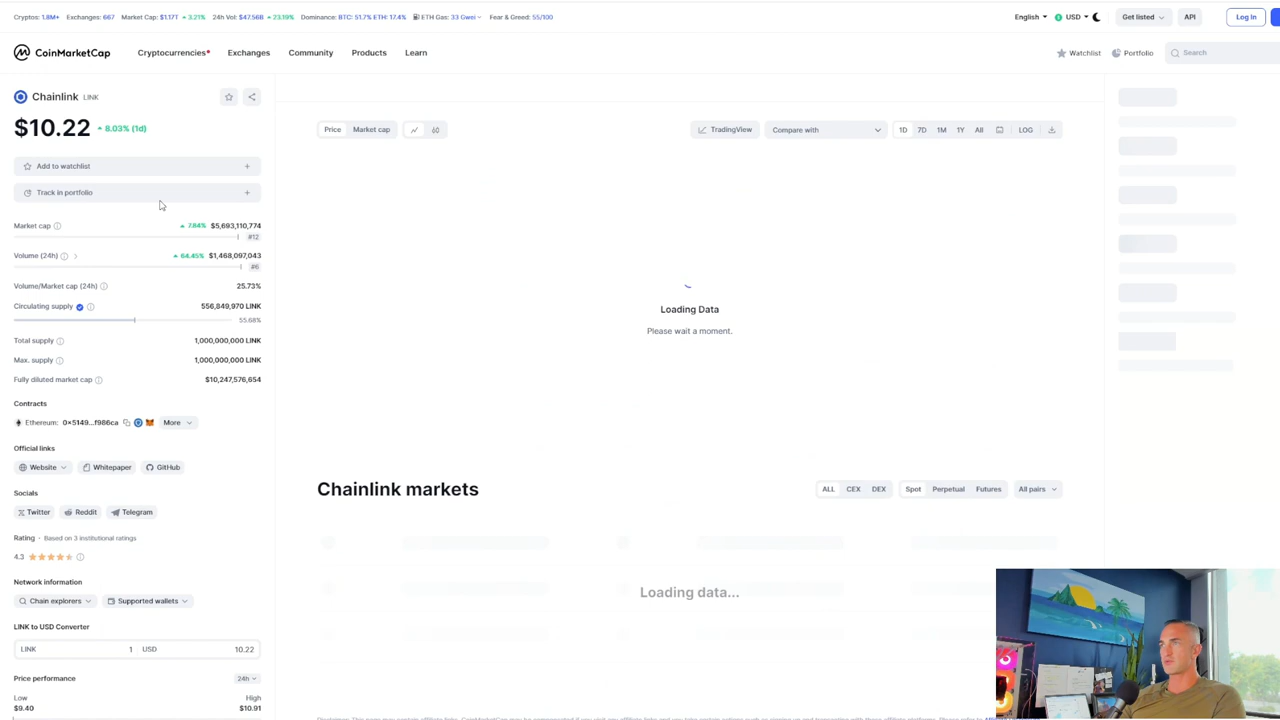 Cryptos: 1.8M+ Exchanges: 667 Market Cap: $1.17T 3.21% 24h Vol: $47.56B 23.19% Dominance: BTC: 51.7% ETH: 17.4% ETH Gas: 33 Gwei Fear & Greed: 55/100 English USD Get listed API Log In
CoinMarketCap Cryptocurrencies Exchanges Community Products Learn Watchlist Portfolio Search
Chainlink LINK
$10.22 8.03% (1d)
Price Market cap TradingView Compare with 1D 7D 1M 1Y All LOG
Add to watchlist +
Track in portfolio +
Market cap 7.84% $5,693,110,774
#12
Volume (24h) 64.45% $1,468,097,043
#6
Volume/Market cap (24h) 25.73%
Circulating supply 556,849,970 LINK
55.68%
Loading Data
Please wait a moment.
Total supply 1,000,000,000 LINK
Max. supply 1,000,000,000 LINK
Fully diluted market cap $10,247,576,654
Contracts
Ethereum: 0x5149...f986ca More
Official links
Website Whitepaper GitHub
Chainlink markets ALL CEX DEX Spot Perpetual Futures All pairs
Socials
Twitter Reddit Telegram
Rating · Based on 3 institutional ratings
4.3
Network information
Chain explorers Supported wallets
Loading data...
LINK to USD Converter
LINK 1 USD 10.22
Price performance 24h
Low High
$9.40 $10.91